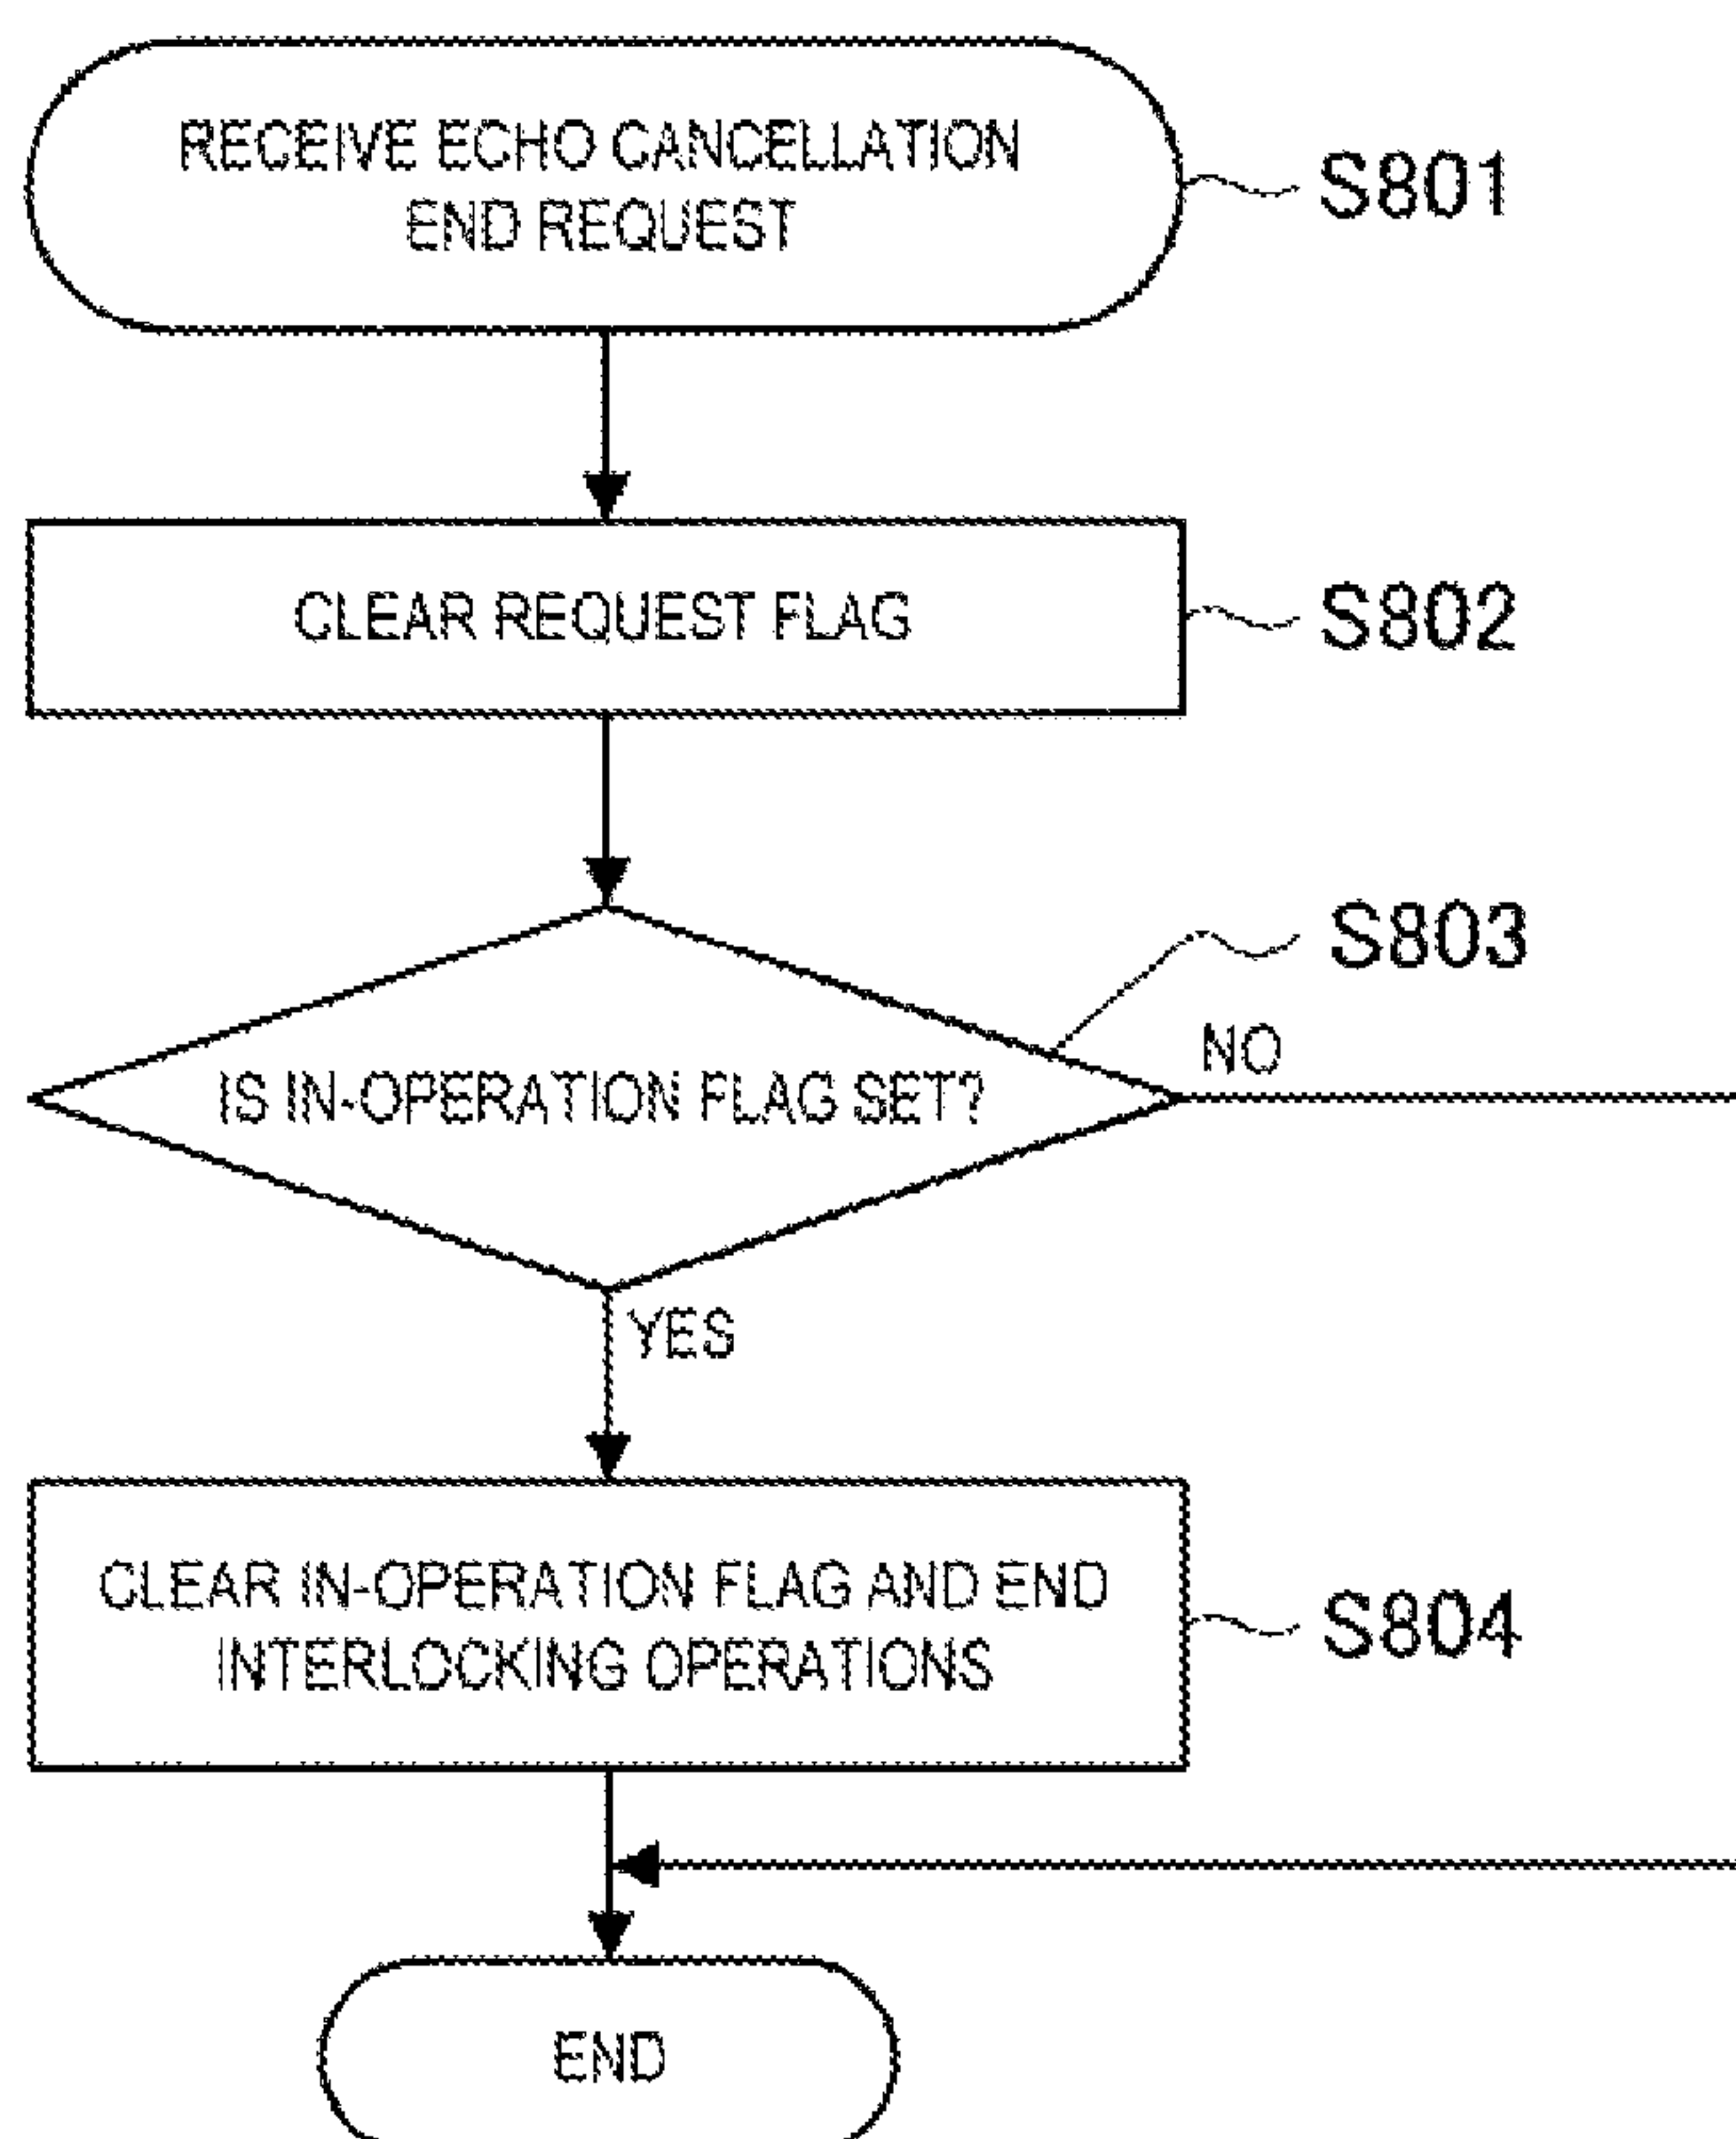 RECEIVE ECHO CANCELLATION
END REQUEST
S801
CLEAR REQUEST FLAG
S802
S803
IS IN-OPERATION FLAG SET?
NO
YES
CLEAR IN-OPERATION FLAG AND END
INTERLOCKING OPERATIONS
S804
END